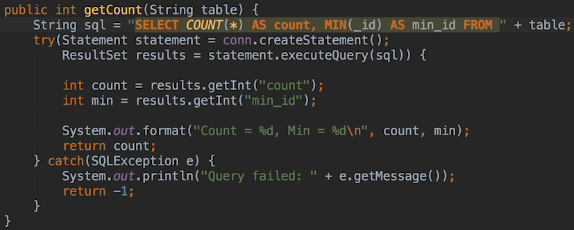 public int getCount(String table) {
String sql = "SELECT COUNT(*) AS count, MIN(_id) AS min_id FROM " + table;
try(Statement statement = conn.createStatement();
ResultSet results = statement.executeQuery(sql)) {
int count = results.getInt("count");
int min = results.getInt("min_id");
System.out.format("Count = %d, Min = %d\n", count, min);
return count;
} catch(SQLException e) {
System.out.println("Query failed: " + e.getMessage());
return -1;
}
}